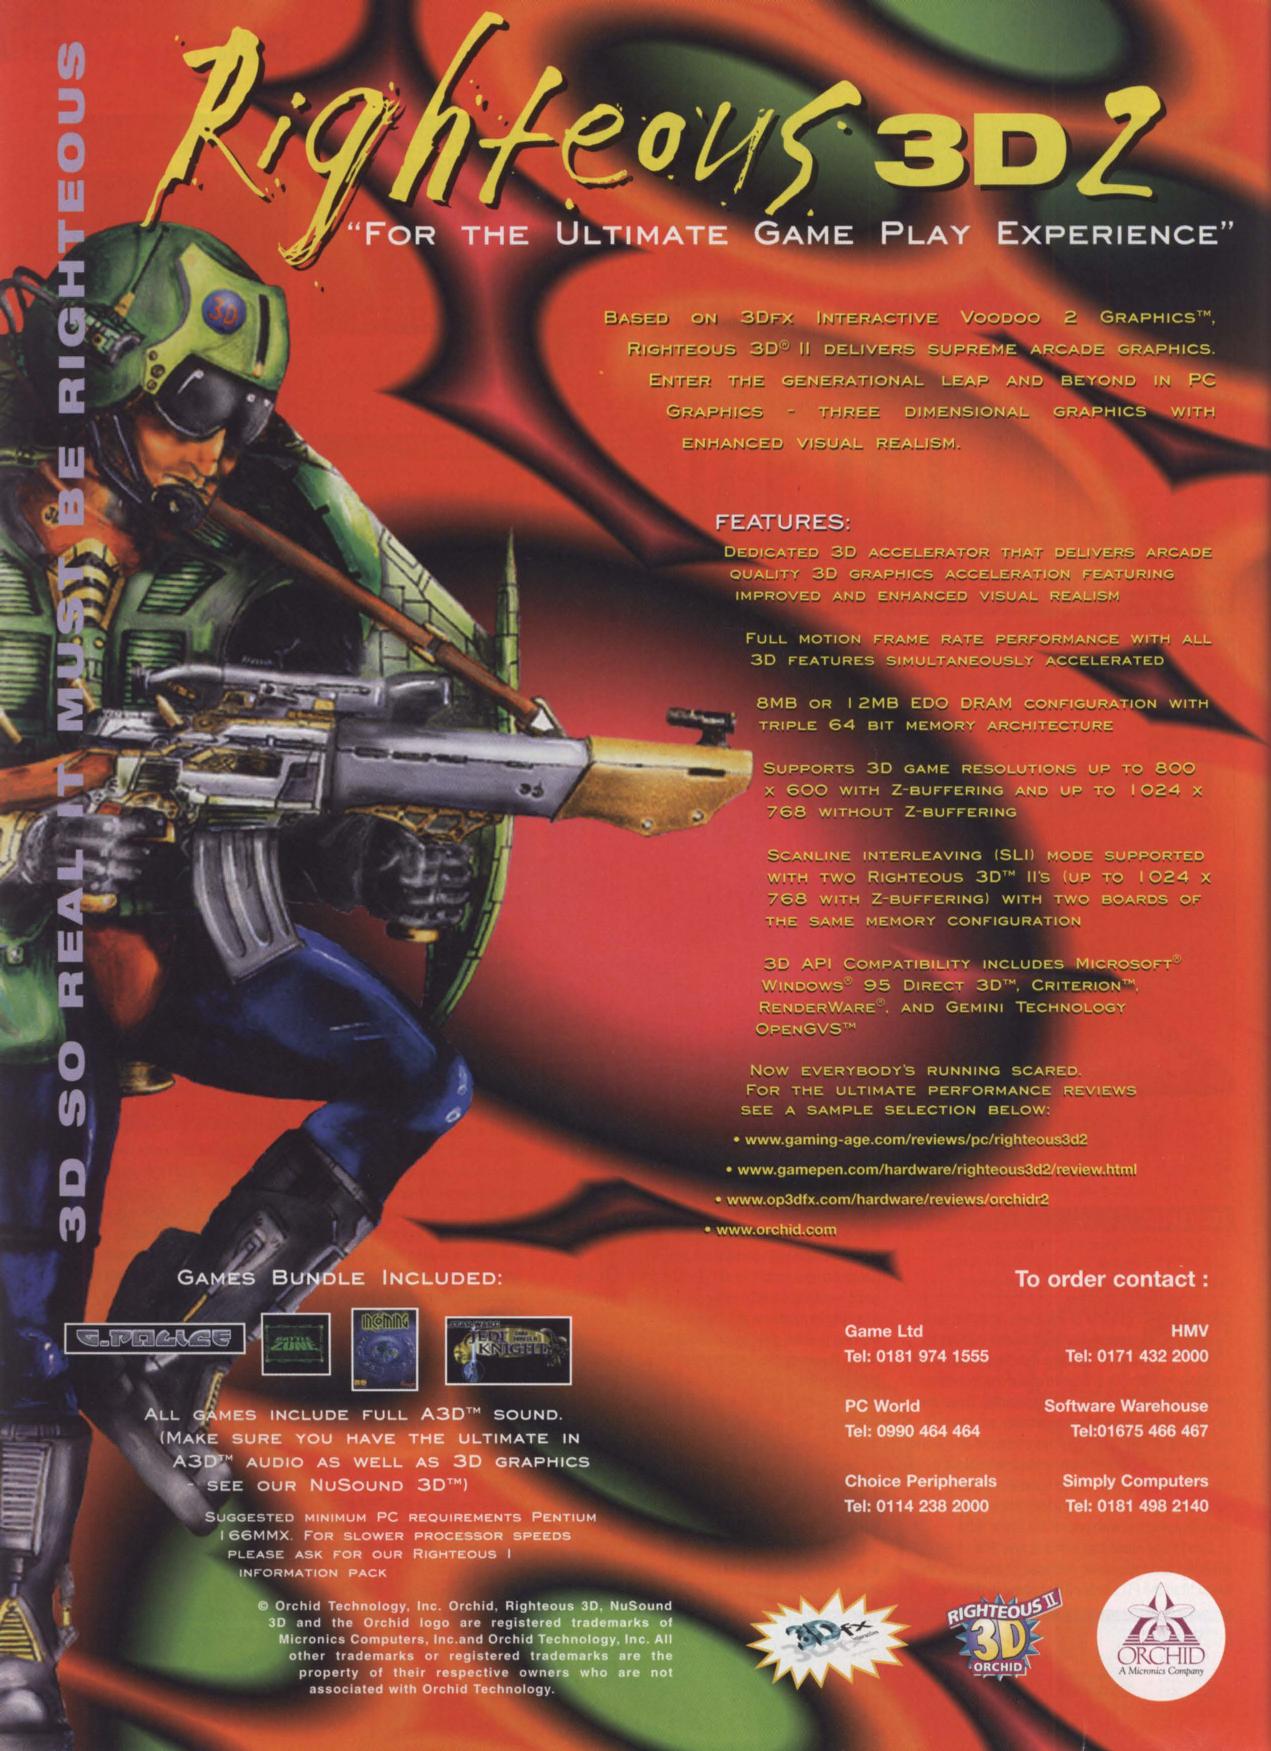 Righteous 3D 2
"For the Ultimate Game Play Experience"
3D SO REAL IT MUST BE RIGHTEOUS
Based on 3Dfx Interactive Voodoo 2 Graphics™,
Righteous 3D® II delivers supreme arcade graphics.
Enter the generational leap and beyond in PC
Graphics - three dimensional graphics with
enhanced visual realism.
FEATURES:
Dedicated 3D accelerator that delivers arcade
quality 3D graphics acceleration featuring
improved and enhanced visual realism
Full motion frame rate performance with all
3D features simultaneously accelerated
8MB or 12MB EDO DRAM configuration with
triple 64 bit memory architecture
Supports 3D game resolutions up to 800
x 600 with Z-buffering and up to 1024 x
768 without Z-buffering
Scanline interleaving (SLI) mode supported
with two Righteous 3D™ II's (up to 1024 x
768 with Z-buffering) with two boards of
the same memory configuration
3D API Compatibility includes Microsoft®
Windows® 95 Direct 3D™, Criterion™,
RenderWare®, and Gemini Technology
OpenGVS™
Now everybody's running scared.
For the ultimate performance reviews
see a sample selection below:
• www.gaming-age.com/reviews/pc/righteous3d2
• www.gamepen.com/hardware/righteous3d2/review.html
• www.op3dfx.com/hardware/reviews/orchidr2
• www.orchid.com
Games Bundle Included:
G.POLICE
BATTLE ZONE
INCOMING
STAR WARS JEDI KNIGHT
All games include full A3D™ sound.
(Make sure you have the ultimate in
A3D™ audio as well as 3D graphics
- see our NuSound 3D™)
Suggested minimum PC requirements Pentium
166MMX. For slower processor speeds
please ask for our Righteous I
information pack
© Orchid Technology, Inc. Orchid, Righteous 3D, NuSound
3D and the Orchid logo are registered trademarks of
Micronics Computers, Inc.and Orchid Technology, Inc. All
other trademarks or registered trademarks are the
property of their respective owners who are not
associated with Orchid Technology.
To order contact :
Game Ltd
Tel: 0181 974 1555
HMV
Tel: 0171 432 2000
PC World
Tel: 0990 464 464
Software Warehouse
Tel:01675 466 467
Choice Peripherals
Tel: 0114 238 2000
Simply Computers
Tel: 0181 498 2140
3Dfx
RIGHTEOUS II
3D
ORCHID
ORCHID
A Micronics Company
3D